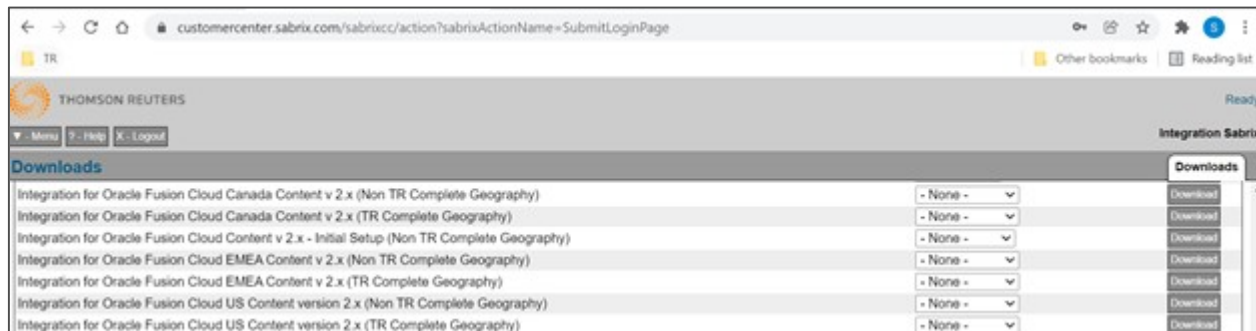 customercenter.sabrix.com/sabrixcc/action?sabrixActionName=SubmitLoginPage
S
TR
Other bookmarks
Reading list
THOMSON REUTERS
Ready
▼ - Menu
? - Help
X - Logout
Integration Sabrix
Downloads
Downloads
Integration for Oracle Fusion Cloud Canada Content v 2.x (Non TR Complete Geography) - None - Download
Integration for Oracle Fusion Cloud Canada Content v 2.x (TR Complete Geography) - None - Download
Integration for Oracle Fusion Cloud Content v 2.x - Initial Setup (Non TR Complete Geography) - None - Download
Integration for Oracle Fusion Cloud EMEA Content v 2.x (Non TR Complete Geography) - None - Download
Integration for Oracle Fusion Cloud EMEA Content v 2.x (TR Complete Geography) - None - Download
Integration for Oracle Fusion Cloud US Content version 2.x (Non TR Complete Geography) - None - Download
Integration for Oracle Fusion Cloud US Content version 2.x (TR Complete Geography) - None - Download